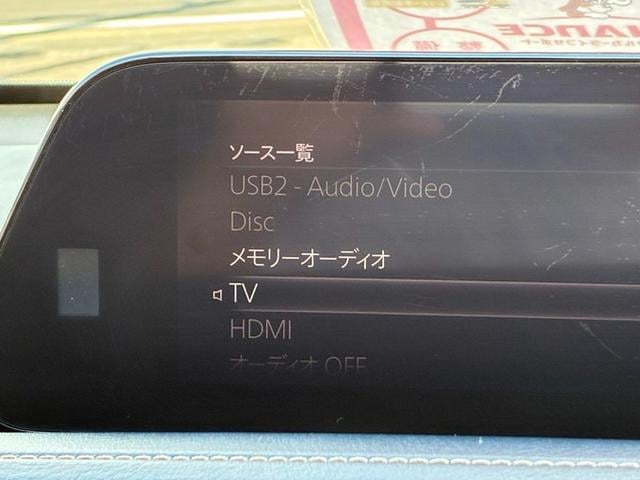 ソース一覧
USB2 - Audio/Video
Disc
メモリーオーディオ
TV
HDMI
オーディオ OFF